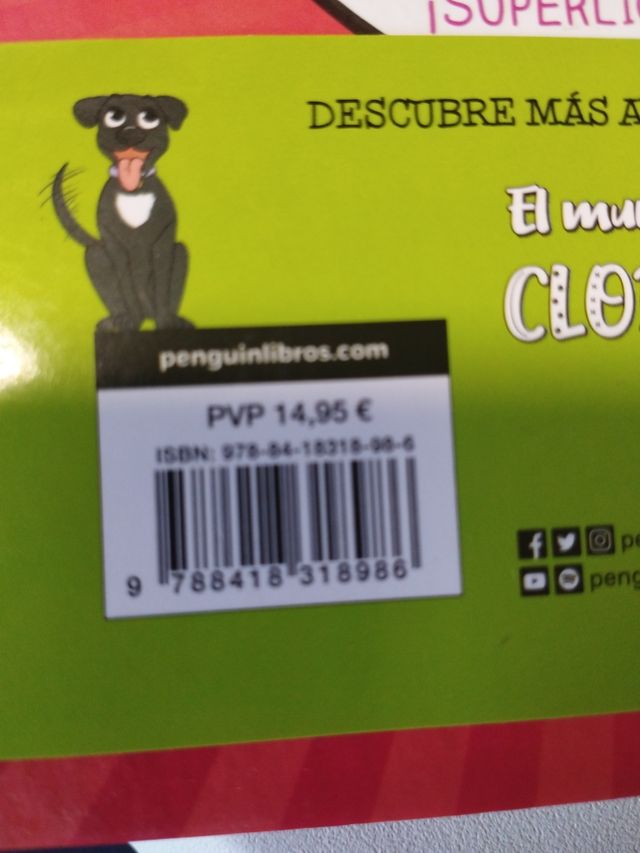 ¡SUPERLI
DESCUBRE MÁS A
El mu
CLO
penguinlibros.com
PVP 14,95 €
ISBN: 978-84-18318-98-6
9 788418 318986
pe
peng